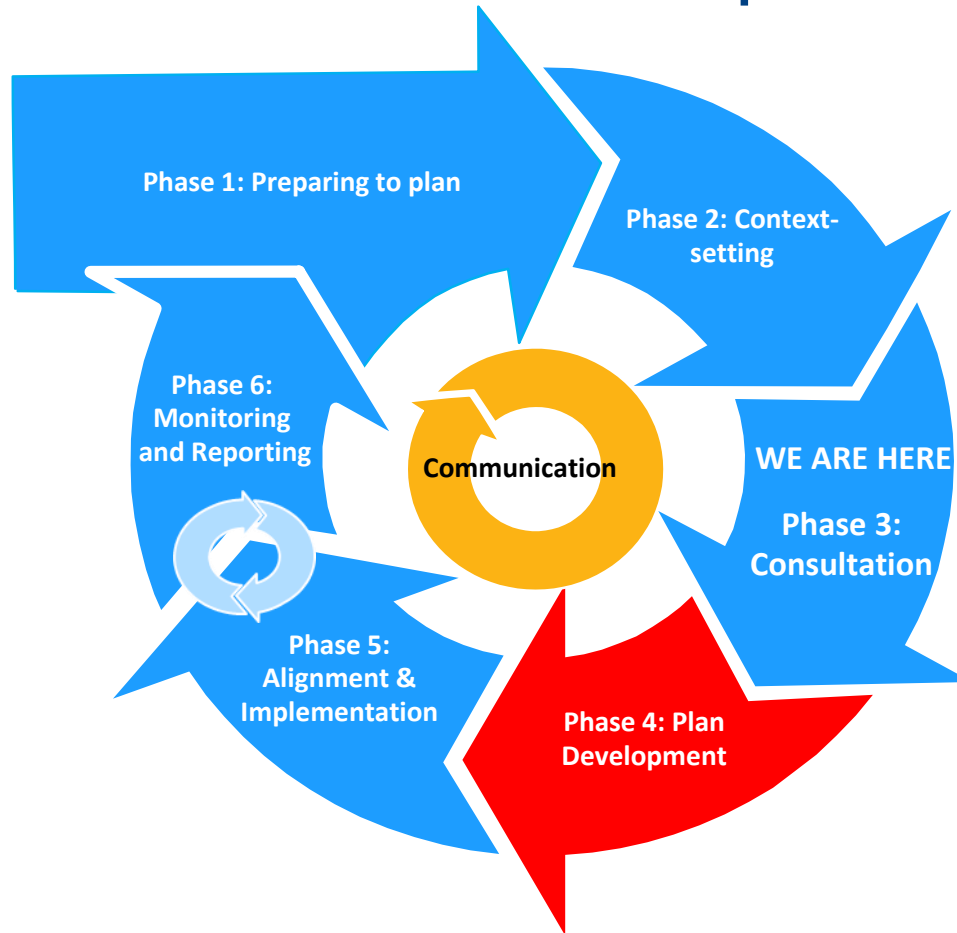 Phase 1: Preparing to plan
Phase 2: Context-
setting
WE ARE HERE
Phase 3:
Consultation
Phase 4: Plan
Development
Phase 5:
Alignment &
Implementation
Phase 6:
Monitoring
and Reporting
Communication